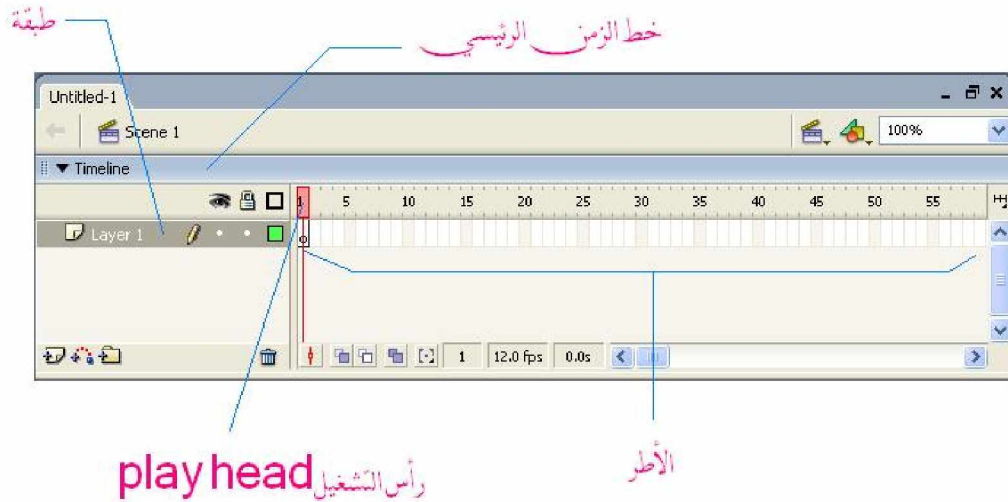 طبقة
خط الزمن الرئيسي
Untitled-1
Scene 1
100%
Timeline
1 5 10 15 20 25 30 35 40 45 50 55
Layer 1
1 12.0 fps 0.0s
الأطر
play head رأس التشغيل